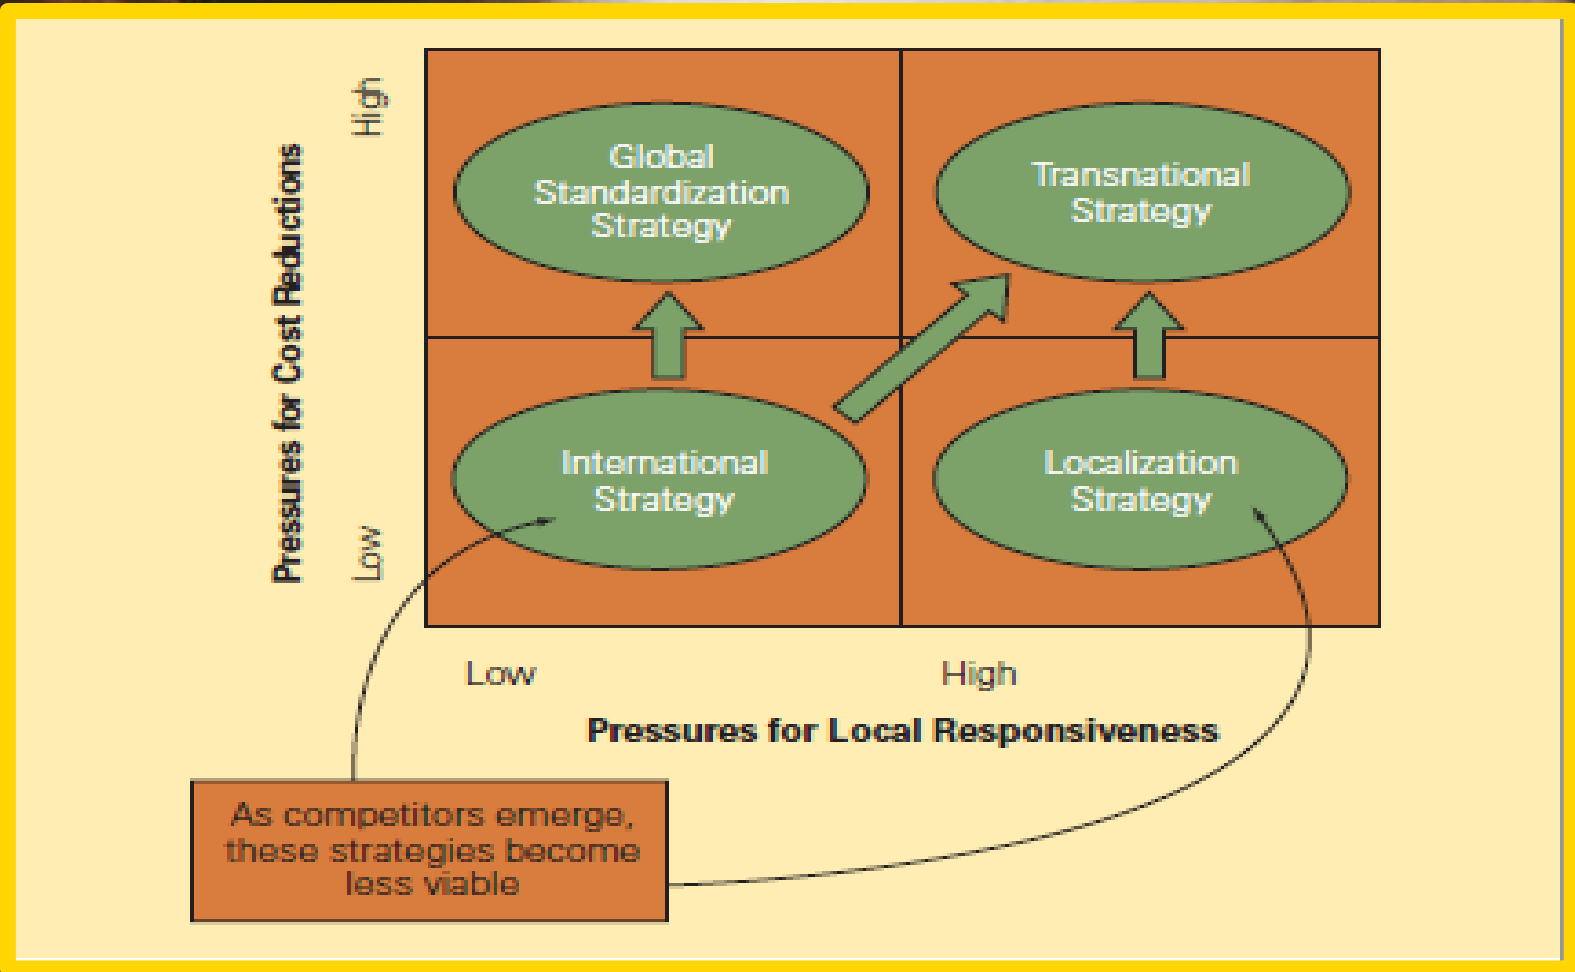 High
Pressures for Cost Reductions
Low
Global
Standardization
Strategy
Transnational
Strategy
International
Strategy
Localization
Strategy
Low
High
Pressures for Local Responsiveness
As competitors emerge,
these strategies become
less viable